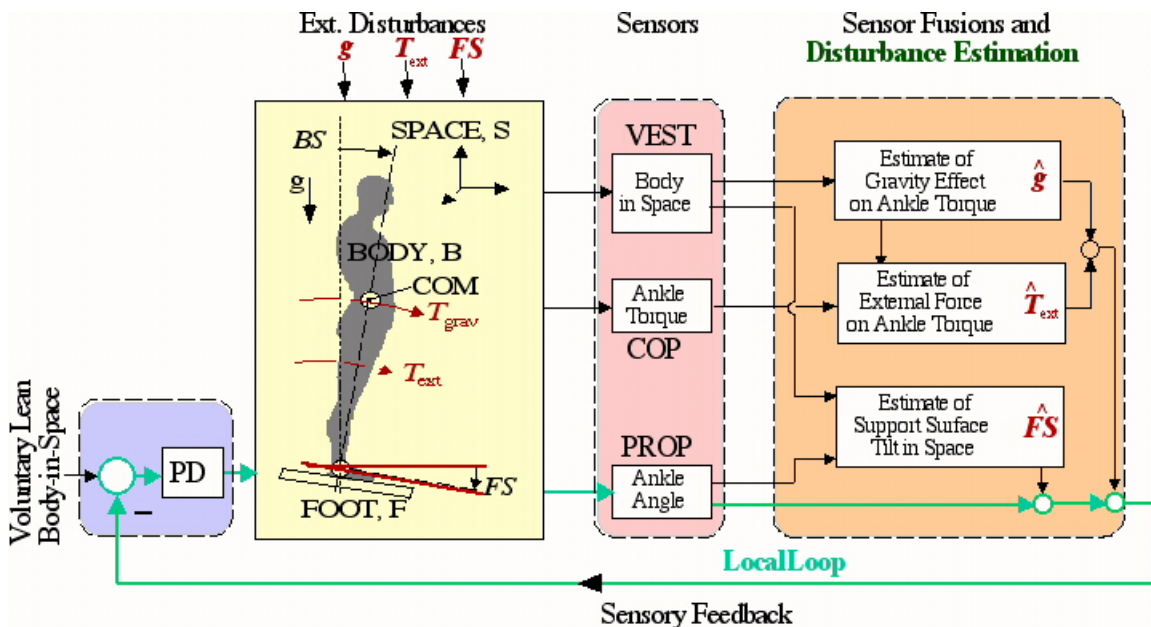 Ext. Disturbances
g
T ext
FS
Sensors
Sensor Fusions and
Disturbance Estimation
BS
SPACE, S
g
BODY, B
COM
T grav
T ext
FS
FOOT, F
Voluntary Lean
Body-in-Space
PD
–
VEST
Body
in Space
Ankle
Torque
COP
PROP
Ankle
Angle
Estimate of
Gravity Effect
on Ankle Torque
ĝ
Estimate of
External Force
on Ankle Torque
T̂ ext
Estimate of
Support Surface
Tilt in Space
F̂S
LocalLoop
Sensory Feedback